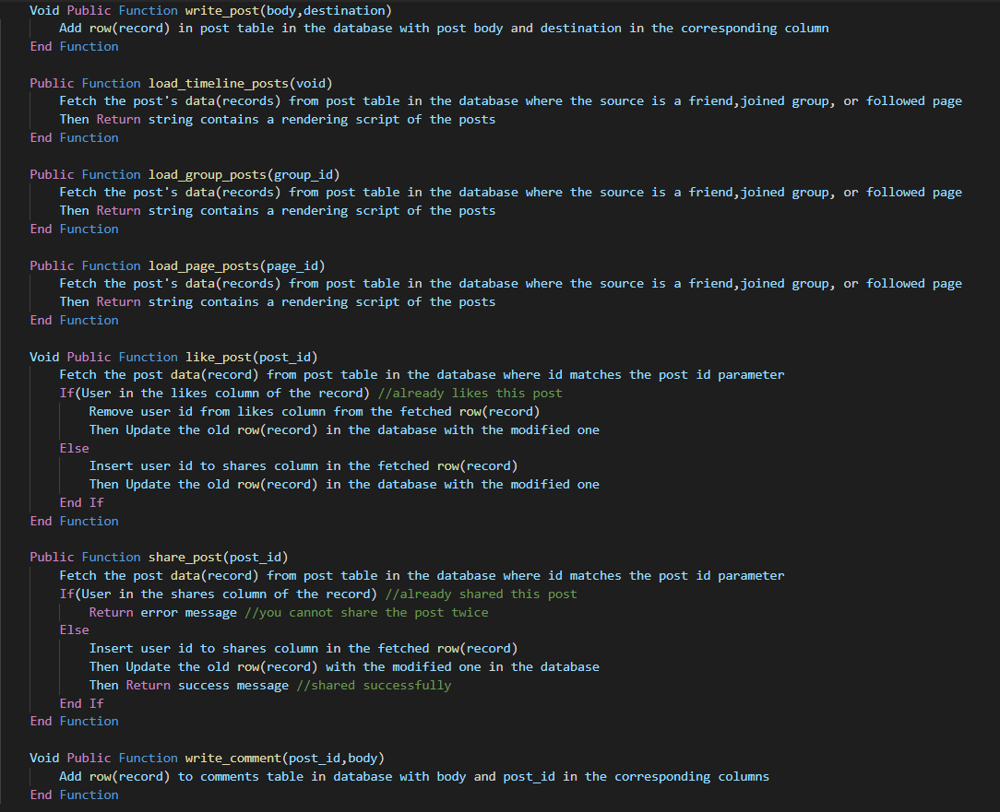 Void Public Function write_post(body,destination)
Add row(record) in post table in the database with post body and destination in the corresponding column
End Function
Public Function load_timeline_posts(void)
Fetch the post's data(records) from post table in the database where the source is a friend,joined group, or followed page
Then Return string contains a rendering script of the posts
End Function
Public Function load_group_posts(group_id)
Fetch the post's data(records) from post table in the database where the source is a friend,joined group, or followed page
Then Return string contains a rendering script of the posts
End Function
Public Function load_page_posts(page_id)
Fetch the post's data(records) from post table in the database where the source is a friend,joined group, or followed page
Then Return string contains a rendering script of the posts
End Function
Void Public Function like_post(post_id)
Fetch the post data(record) from post table in the database where id matches the post id parameter
If(User in the likes column of the record) //already likes this post
Remove user id from likes column from the fetched row(record)
Then Update the old row(record) in the database with the modified one
Else
Insert user id to shares column in the fetched row(record)
Then Update the old row(record) in the database with the modified one
End If
End Function
Public Function share_post(post_id)
Fetch the post data(record) from post table in the database where id matches the post id parameter
If(User in the shares column of the record) //already shared this post
Return error message //you cannot share the post twice
Else
Insert user id to shares column in the fetched row(record)
Then Update the old row(record) with the modified one in the database
Then Return success message //shared successfully
End If
End Function
Void Public Function write_comment(post_id,body)
Add row(record) to comments table in database with body and post_id in the corresponding columns
End Function